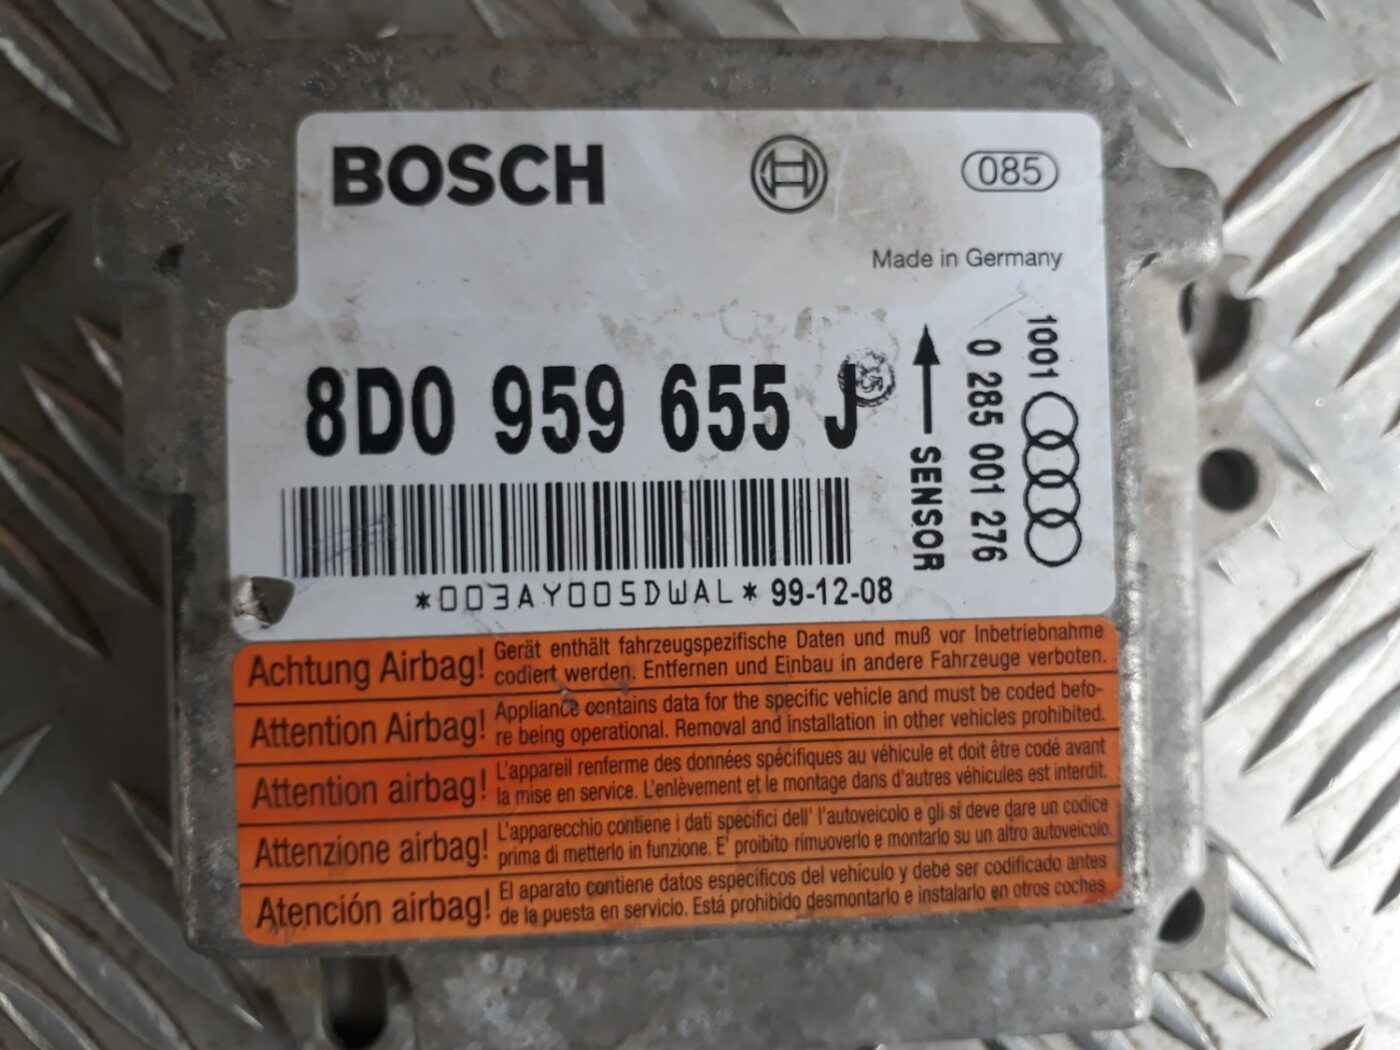 BOSCH
085
Made in Germany
8D0 959 655 J
SENSOR
0 285 001 276
1001
*003AY005DWAL* 99-12-08
Achtung Airbag! Gerät enthält fahrzeugspezifische Daten und muß vor Inbetriebnahme
codiert werden. Entfernen und Einbau in andere Fahrzeuge verboten.
Attention Airbag! Appliance contains data for the specific vehicle and must be coded befo-
re being operational. Removal and installation in other vehicles prohibited.
Attention airbag! L'appareil renferme des données spécifiques au véhicule et doit être codé avant
la mise en service. L'enlèvement et le montage dans d'autres véhicules est interdit.
Attenzione airbag! L'apparecchio contiene i dati specifici dell' l'autoveicolo e gli si deve dare un codice
prima di metterlo in funzione. E' proibito rimuoverlo e montarlo su un altro autoveicolo.
Atención airbag! El aparato contiene datos específicos del vehículo y debe ser codificado antes
de la puesta en servicio. Está prohibido desmontarlo e instalarlo en otros coches